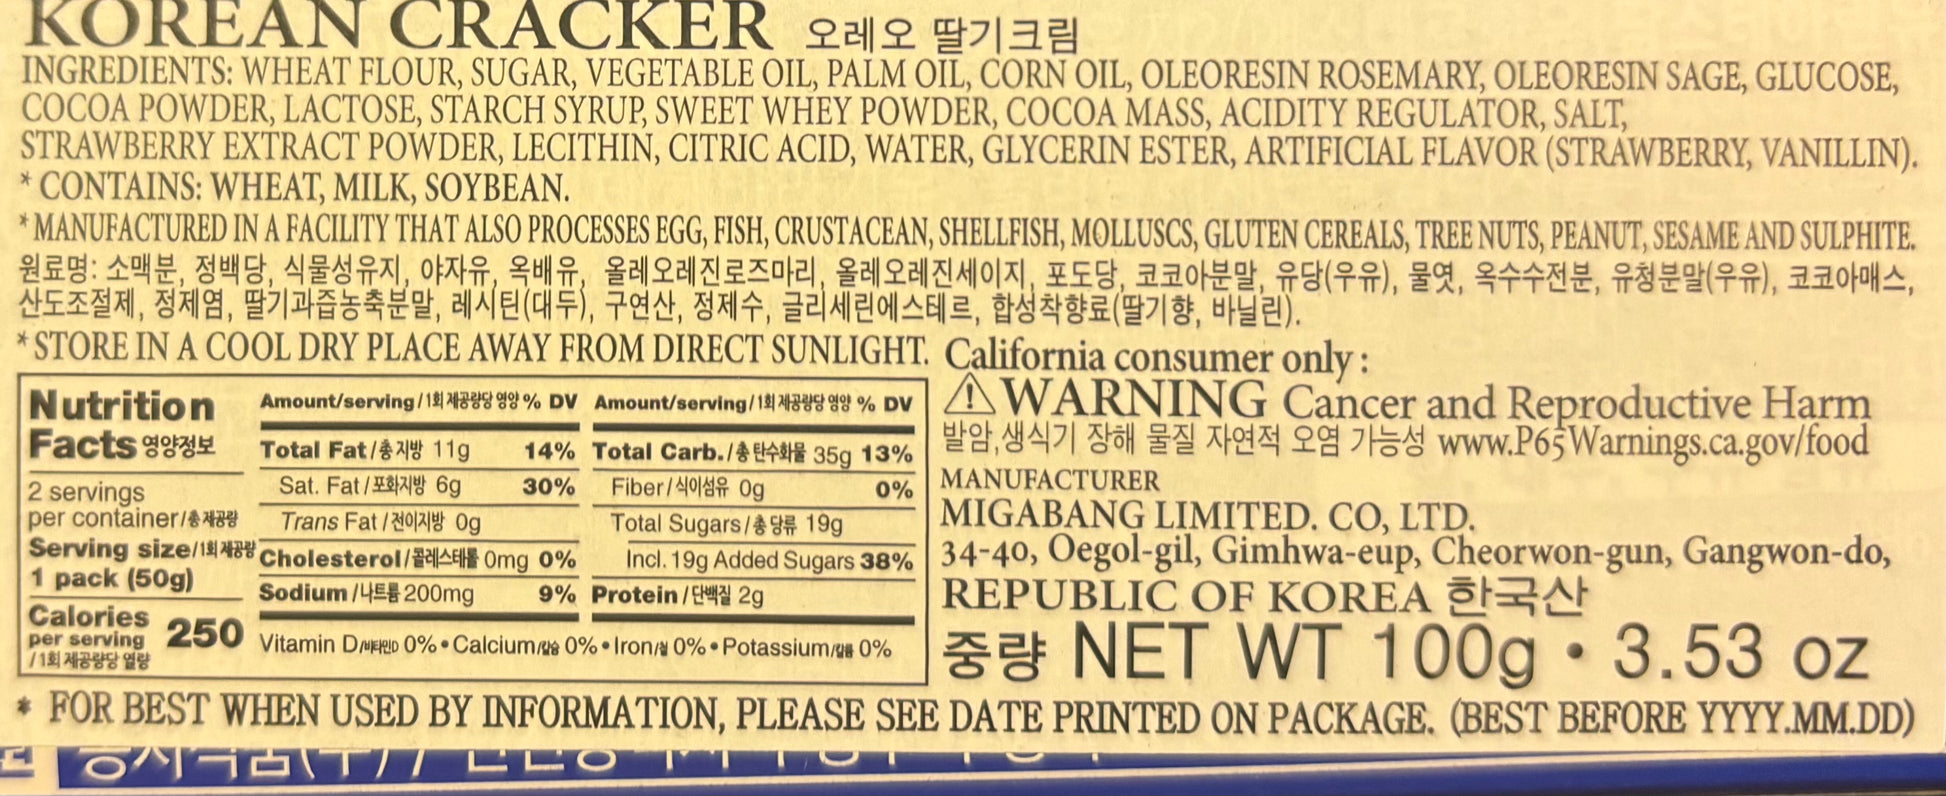 KOREAN CRACKER 오레오 딸기크림
INGREDIENTS: WHEAT FLOUR, SUGAR, VEGETABLE OIL, PALM OIL, CORN OIL, OLEORESIN ROSEMARY, OLEORESIN SAGE, GLUCOSE,
COCOA POWDER, LACTOSE, STARCH SYRUP, SWEET WHEY POWDER, COCOA MASS, ACIDITY REGULATOR, SALT,
STRAWBERRY EXTRACT POWDER, LECITHIN, CITRIC ACID, WATER, GLYCERIN ESTER, ARTIFICIAL FLAVOR (STRAWBERRY, VANILLIN).
* CONTAINS: WHEAT, MILK, SOYBEAN.
* MANUFACTURED IN A FACILITY THAT ALSO PROCESSES EGG, FISH, CRUSTACEAN, SHELLFISH, MOLLUSCS, GLUTEN CEREALS, TREE NUTS, PEANUT, SESAME AND SULPHITE.
원료명: 소맥분, 정백당, 식물성유지, 야자유, 옥배유, 올레오레진로즈마리, 올레오레진세이지, 포도당, 코코아분말, 유당(우유), 물엿, 옥수수전분, 유청분말(우유), 코코아매스,
산도조절제, 정제염, 딸기과즙농축분말, 레시틴(대두), 구연산, 정제수, 글리세린에스테르, 합성착향료(딸기향, 바닐린).
* STORE IN A COOL DRY PLACE AWAY FROM DIRECT SUNLIGHT.
Nutrition
Facts 영양정보
2 servings
per container/총 제공량
Serving size/1회 제공량
1 pack (50g)
Calories
per serving 250
/1회 제공량당 열량
Amount/serving/1회 제공량당 영양 % DV
Total Fat/총 지방 11g 14%
Sat. Fat/포화지방 6g 30%
Trans Fat/전이지방 0g
Cholesterol/콜레스테롤 0mg 0%
Sodium/나트륨 200mg 9%
Amount/serving/1회 제공량당 영양 % DV
Total Carb./총 탄수화물 35g 13%
Fiber/식이섬유 0g 0%
Total Sugars/총 당류 19g
Incl. 19g Added Sugars 38%
Protein/단백질 2g
Vitamin D/비타민D 0% • Calcium/칼슘 0% • Iron/철 0% • Potassium/칼륨 0%
California consumer only :
⚠ WARNING Cancer and Reproductive Harm
발암,생식기 장해 물질 자연적 오염 가능성 www.P65Warnings.ca.gov/food
MANUFACTURER
MIGABANG LIMITED. CO, LTD.
34-40, Oegol-gil, Gimhwa-eup, Cheorwon-gun, Gangwon-do,
REPUBLIC OF KOREA 한국산
중량 NET WT 100g • 3.53 oz
* FOR BEST WHEN USED BY INFORMATION, PLEASE SEE DATE PRINTED ON PACKAGE. (BEST BEFORE YYYY.MM.DD)